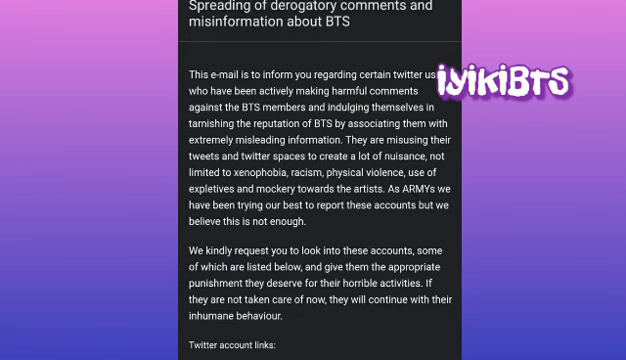 Spreading of derogatory comments and
misinformation about BTS
This e-mail is to inform you regarding certain twitter
iyikiBTS
who have been actively making harmful comments
against the BTS members and indulging themselves in
tarnishing the reputation of BTS by associating them with
extremely misleading information. They are misusing their
tweets and twitter spaces to create a lot of nuisance, not
limited to xenophobia, racism, physical violence, use of
expletives and mockery towards the artists. As ARMYs we
have been trying our best to report these accounts but we
believe this is not enough.
We kindly request you to look into these accounts, some
of which are listed below, and give them the appropriate
punishment they deserve for their horrible activities. If
they are not taken care of now, they will continue with their
inhumane behaviour.
Twitter account links: